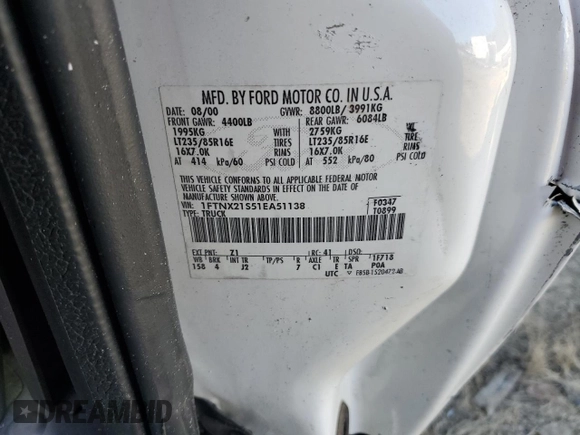 MFD. BY FORD MOTOR CO. IN U.S.A.
DATE: 08/00 GVWR: 8800LB/ 3991KG
FRONT GAWR: 4400LB REAR GAWR: 6084LB
1995KG WITH 2759KG
LT235/85R16E TIRES LT235/85R16E
16X7.0K RIMS 16X7.0K
AT 414 kPa/60 PSI COLD AT 552 kPa/80 PSI COLD
THIS VEHICLE CONFORMS TO ALL APPLICABLE FEDERAL MOTOR
VEHICLE SAFETY STANDARDS IN EFFECT ON THE DATE OF
MANUFACTURE SHOWN ABOVE.
VIN: 1FTNX21S51EA51138 F0347
TYPE: TRUCK T0899
EXT PNT: Z1 RC: 41 DSO:
WB BRK INT TR TP/PS R AXLE TR SPR 1F718
158 4 J2 7 C1 E TA POA
UTC F85B-1520472-AB
DREAMBID